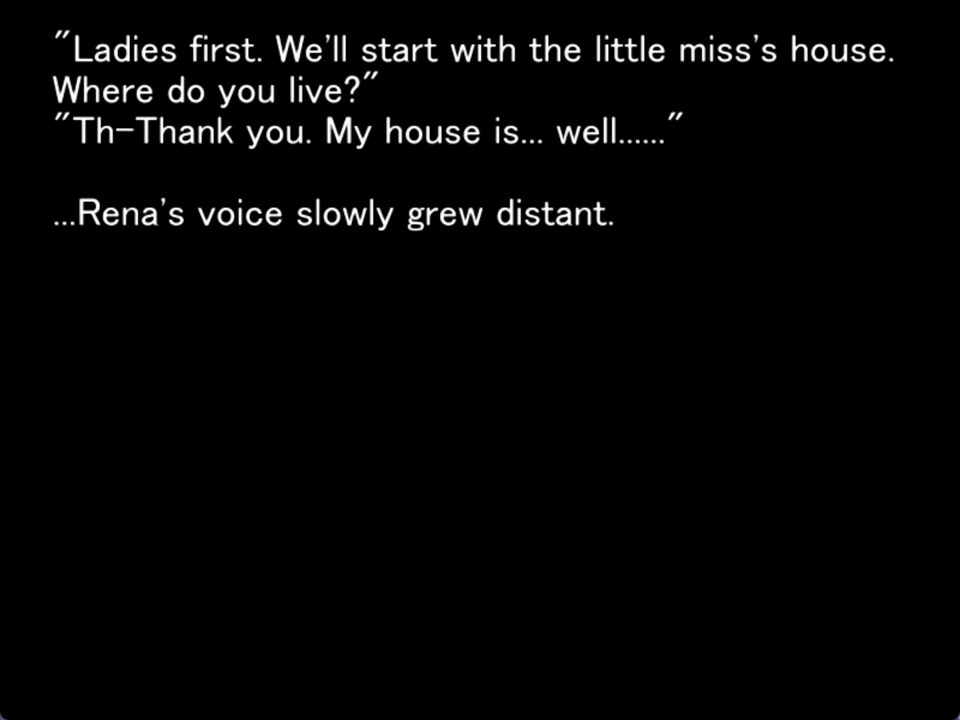 "Ladies first. We'll start with the little miss's house.
Where do you live?"
"Th-Thank you. My house is... well......"
...Rena's voice slowly grew distant.